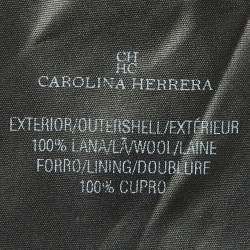 CH
HC
CAROLINA HERRERA
EXTERIOR/OUTERSHELL/EXTÉRIEUR
100% LANA/LÃ/WOOL/LAINE
FORRO/LINING/DOUBLURE
100% CUPRO